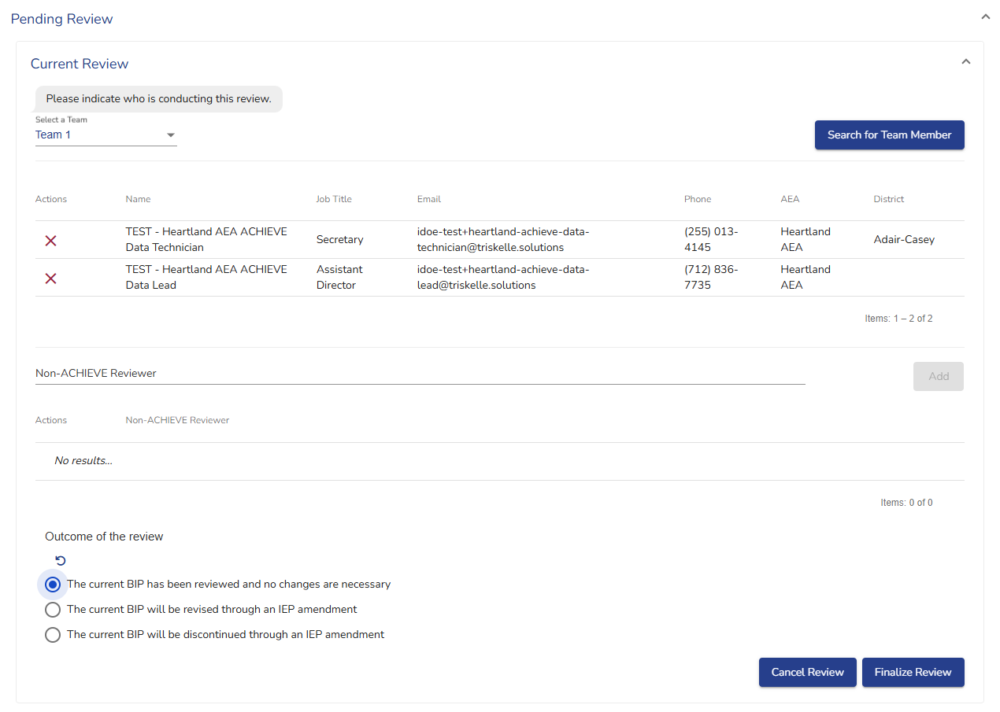 Pending Review
Current Review
Please indicate who is conducting this review.
Select a Team
Team 1
Search for Team Member
Actions Name Job Title Email Phone AEA District
TEST - Heartland AEA ACHIEVE Data Technician Secretary idoe-test+heartland-achieve-data-technician@triskelle.solutions (255) 013-4145 Heartland AEA Adair-Casey
TEST - Heartland AEA ACHIEVE Data Lead Assistant Director idoe-test+heartland-achieve-data-lead@triskelle.solutions (712) 836-7735 Heartland AEA
Items: 1 – 2 of 2
Non-ACHIEVE Reviewer
Add
Actions Non-ACHIEVE Reviewer
No results...
Items: 0 of 0
Outcome of the review
The current BIP has been reviewed and no changes are necessary
The current BIP will be revised through an IEP amendment
The current BIP will be discontinued through an IEP amendment
Cancel Review Finalize Review